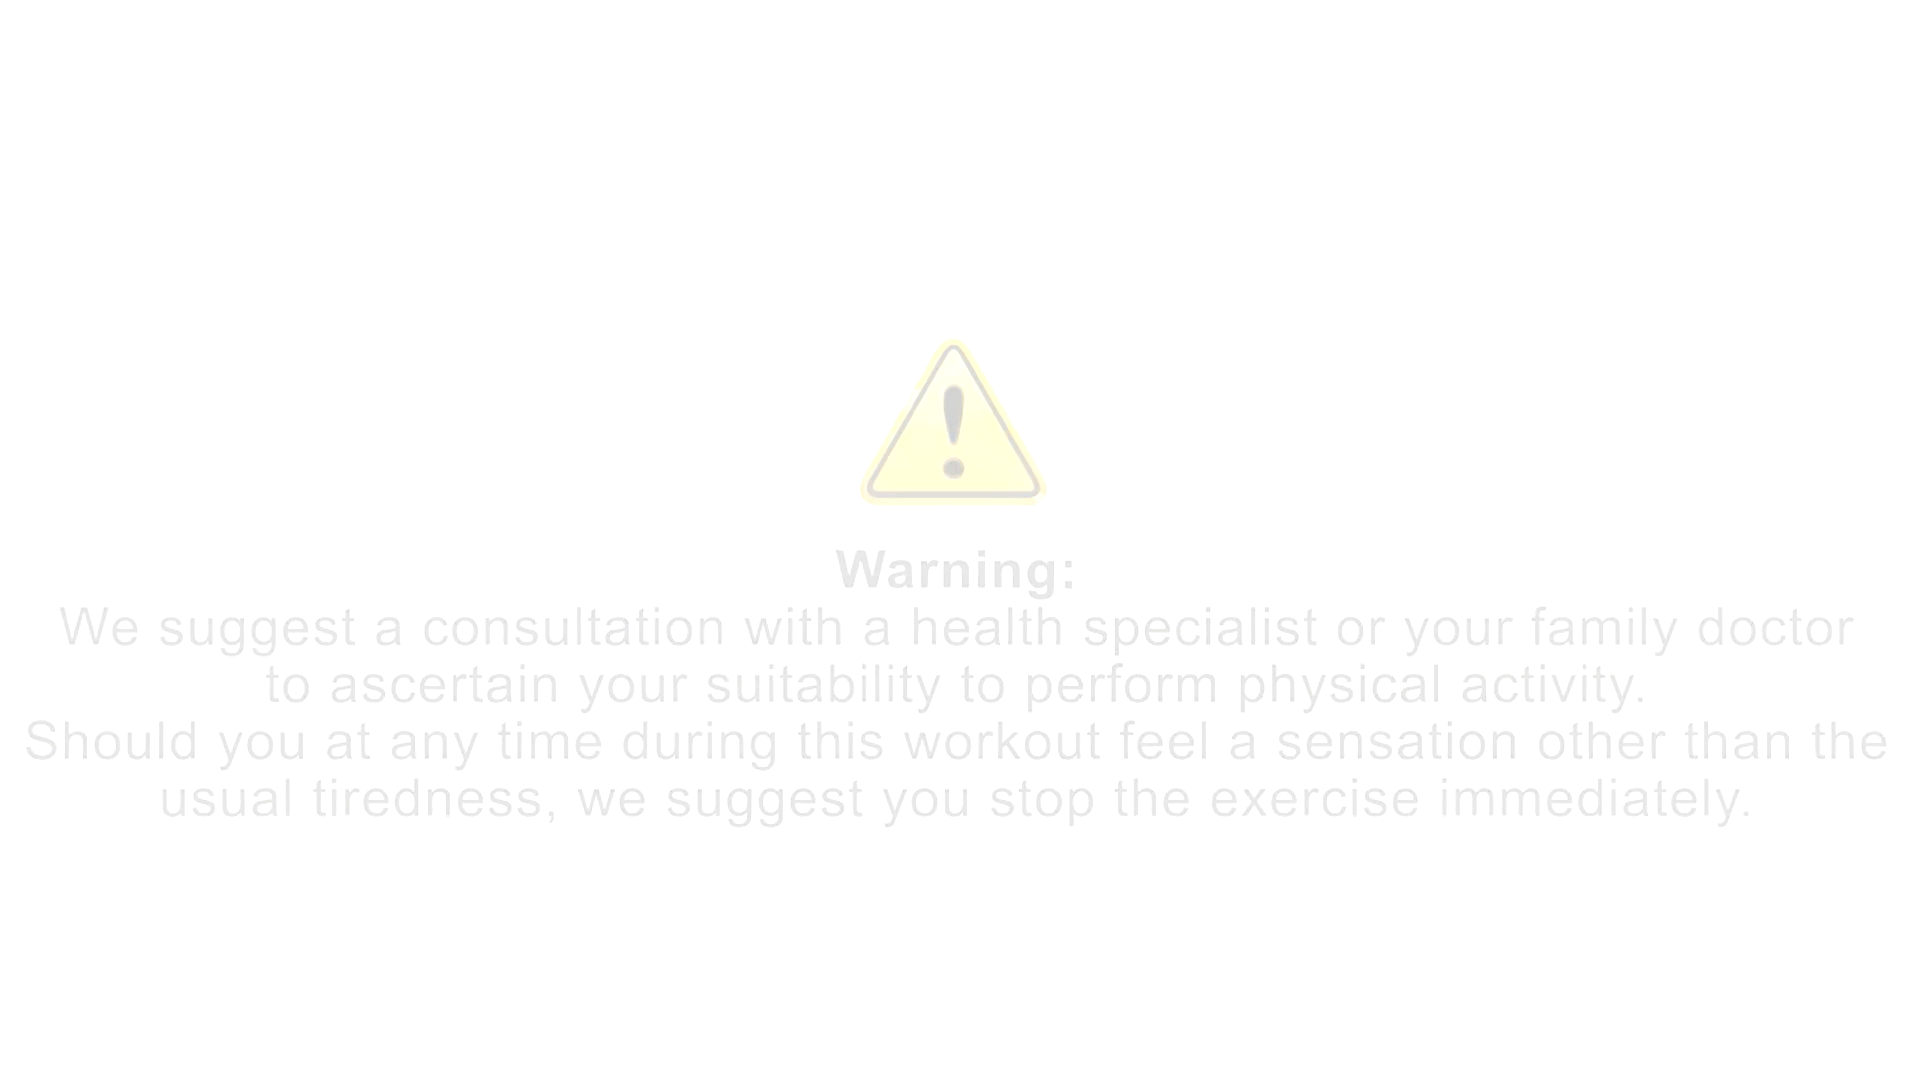 Warning:
We suggest a consultation with a health specialist or your family doctor
to ascertain your suitability to perform physical activity.
Should you at any time during this workout feel a sensation other than the
usual tiredness, we suggest you stop the exercise immediately.